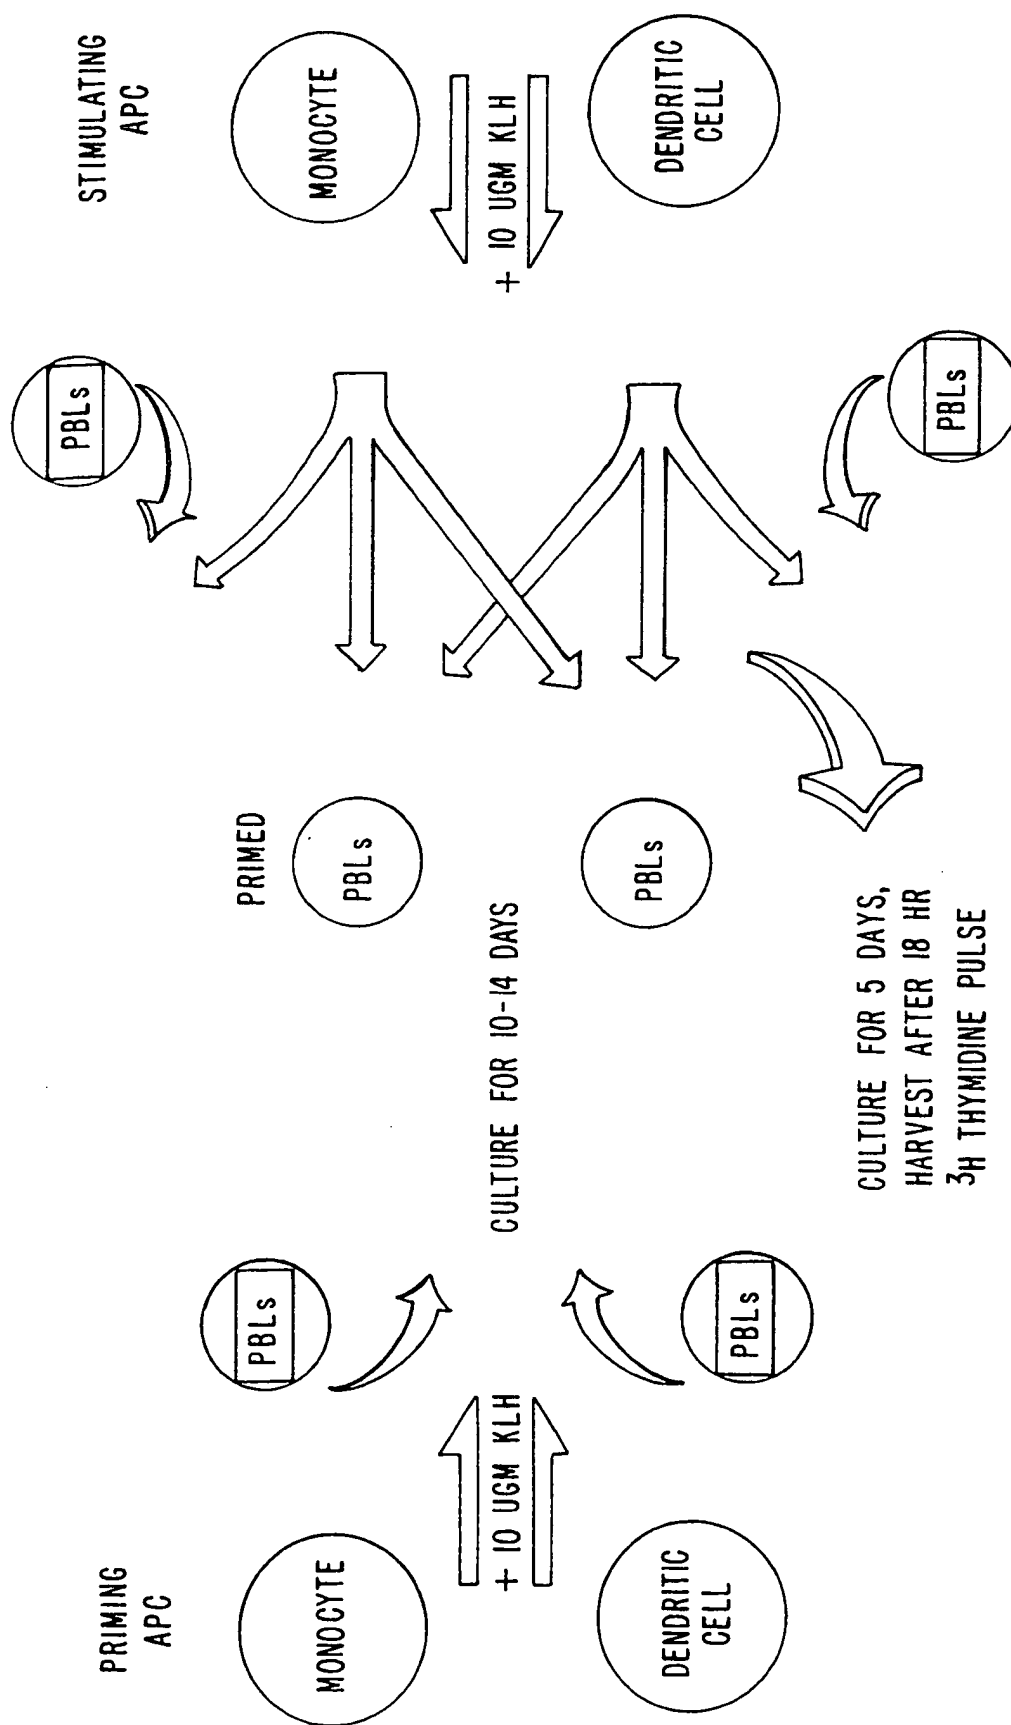 PRIMING
APC
MONOCYTE
+ 10 UGM KLH
DENDRITIC
CELL
PBLs
PBLs
CULTURE FOR 10-14 DAYS
PRIMED
PBLs
PBLs
CULTURE FOR 5 DAYS,
HARVEST AFTER 18 HR
³H THYMIDINE PULSE
PBLs
PBLs
STIMULATING
APC
MONOCYTE
+ 10 UGM KLH
DENDRITIC
CELL